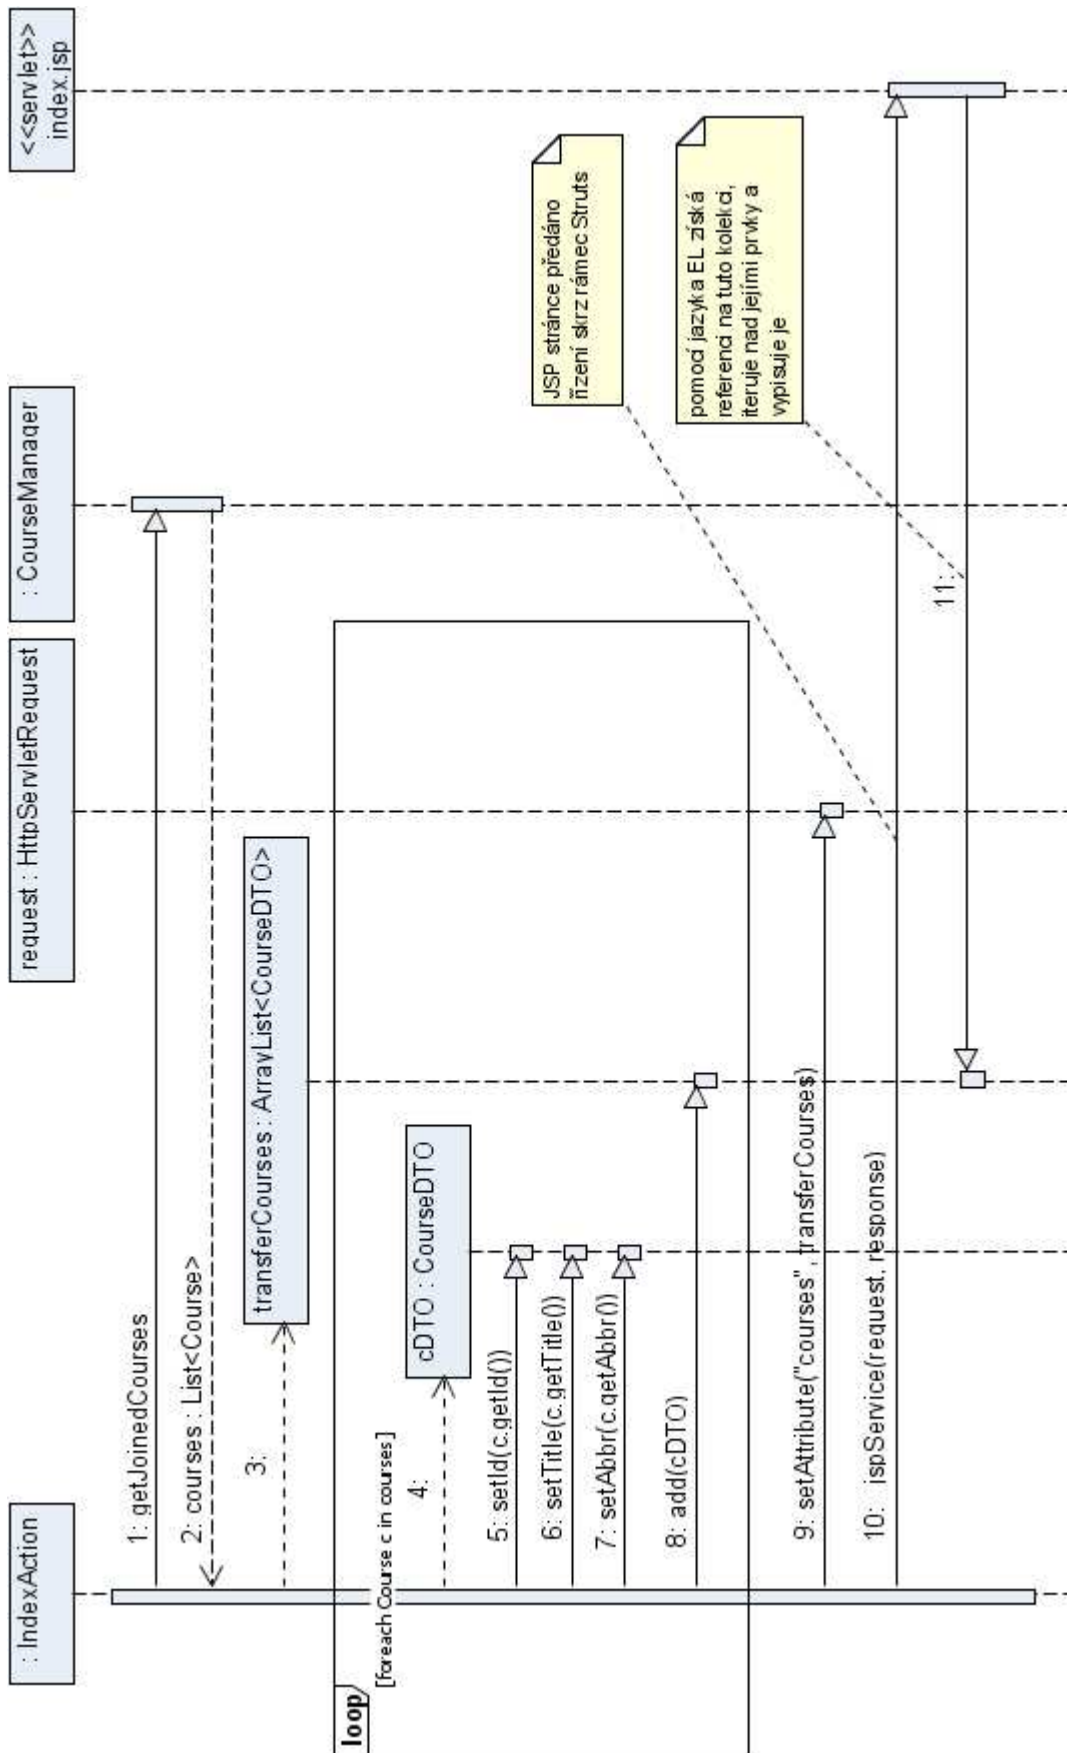 : IndexAction
request : HttpServletRequest
: CourseManager
<<servlet>>
index.jsp
1: getJoinedCourses
2: courses : List<Course>
3:
transferCourses : ArrayList<CourseDTO>
loop
[foreach Course c in courses]
4:
cDTO : CourseDTO
5: setId(c.getId())
6: setTitle(c.getTitle())
7: setAbbr(c.getAbbr())
8: add(cDTO)
JSP stránce předáno
řízení skrz rámec Struts
9: setAttribute("courses", transferCourses)
pomocí jazyka EL získá
referenci na tuto kolekci,
iteruje nad jejími prvky a
vypisuje je
10: _jspService(request, response)
11: